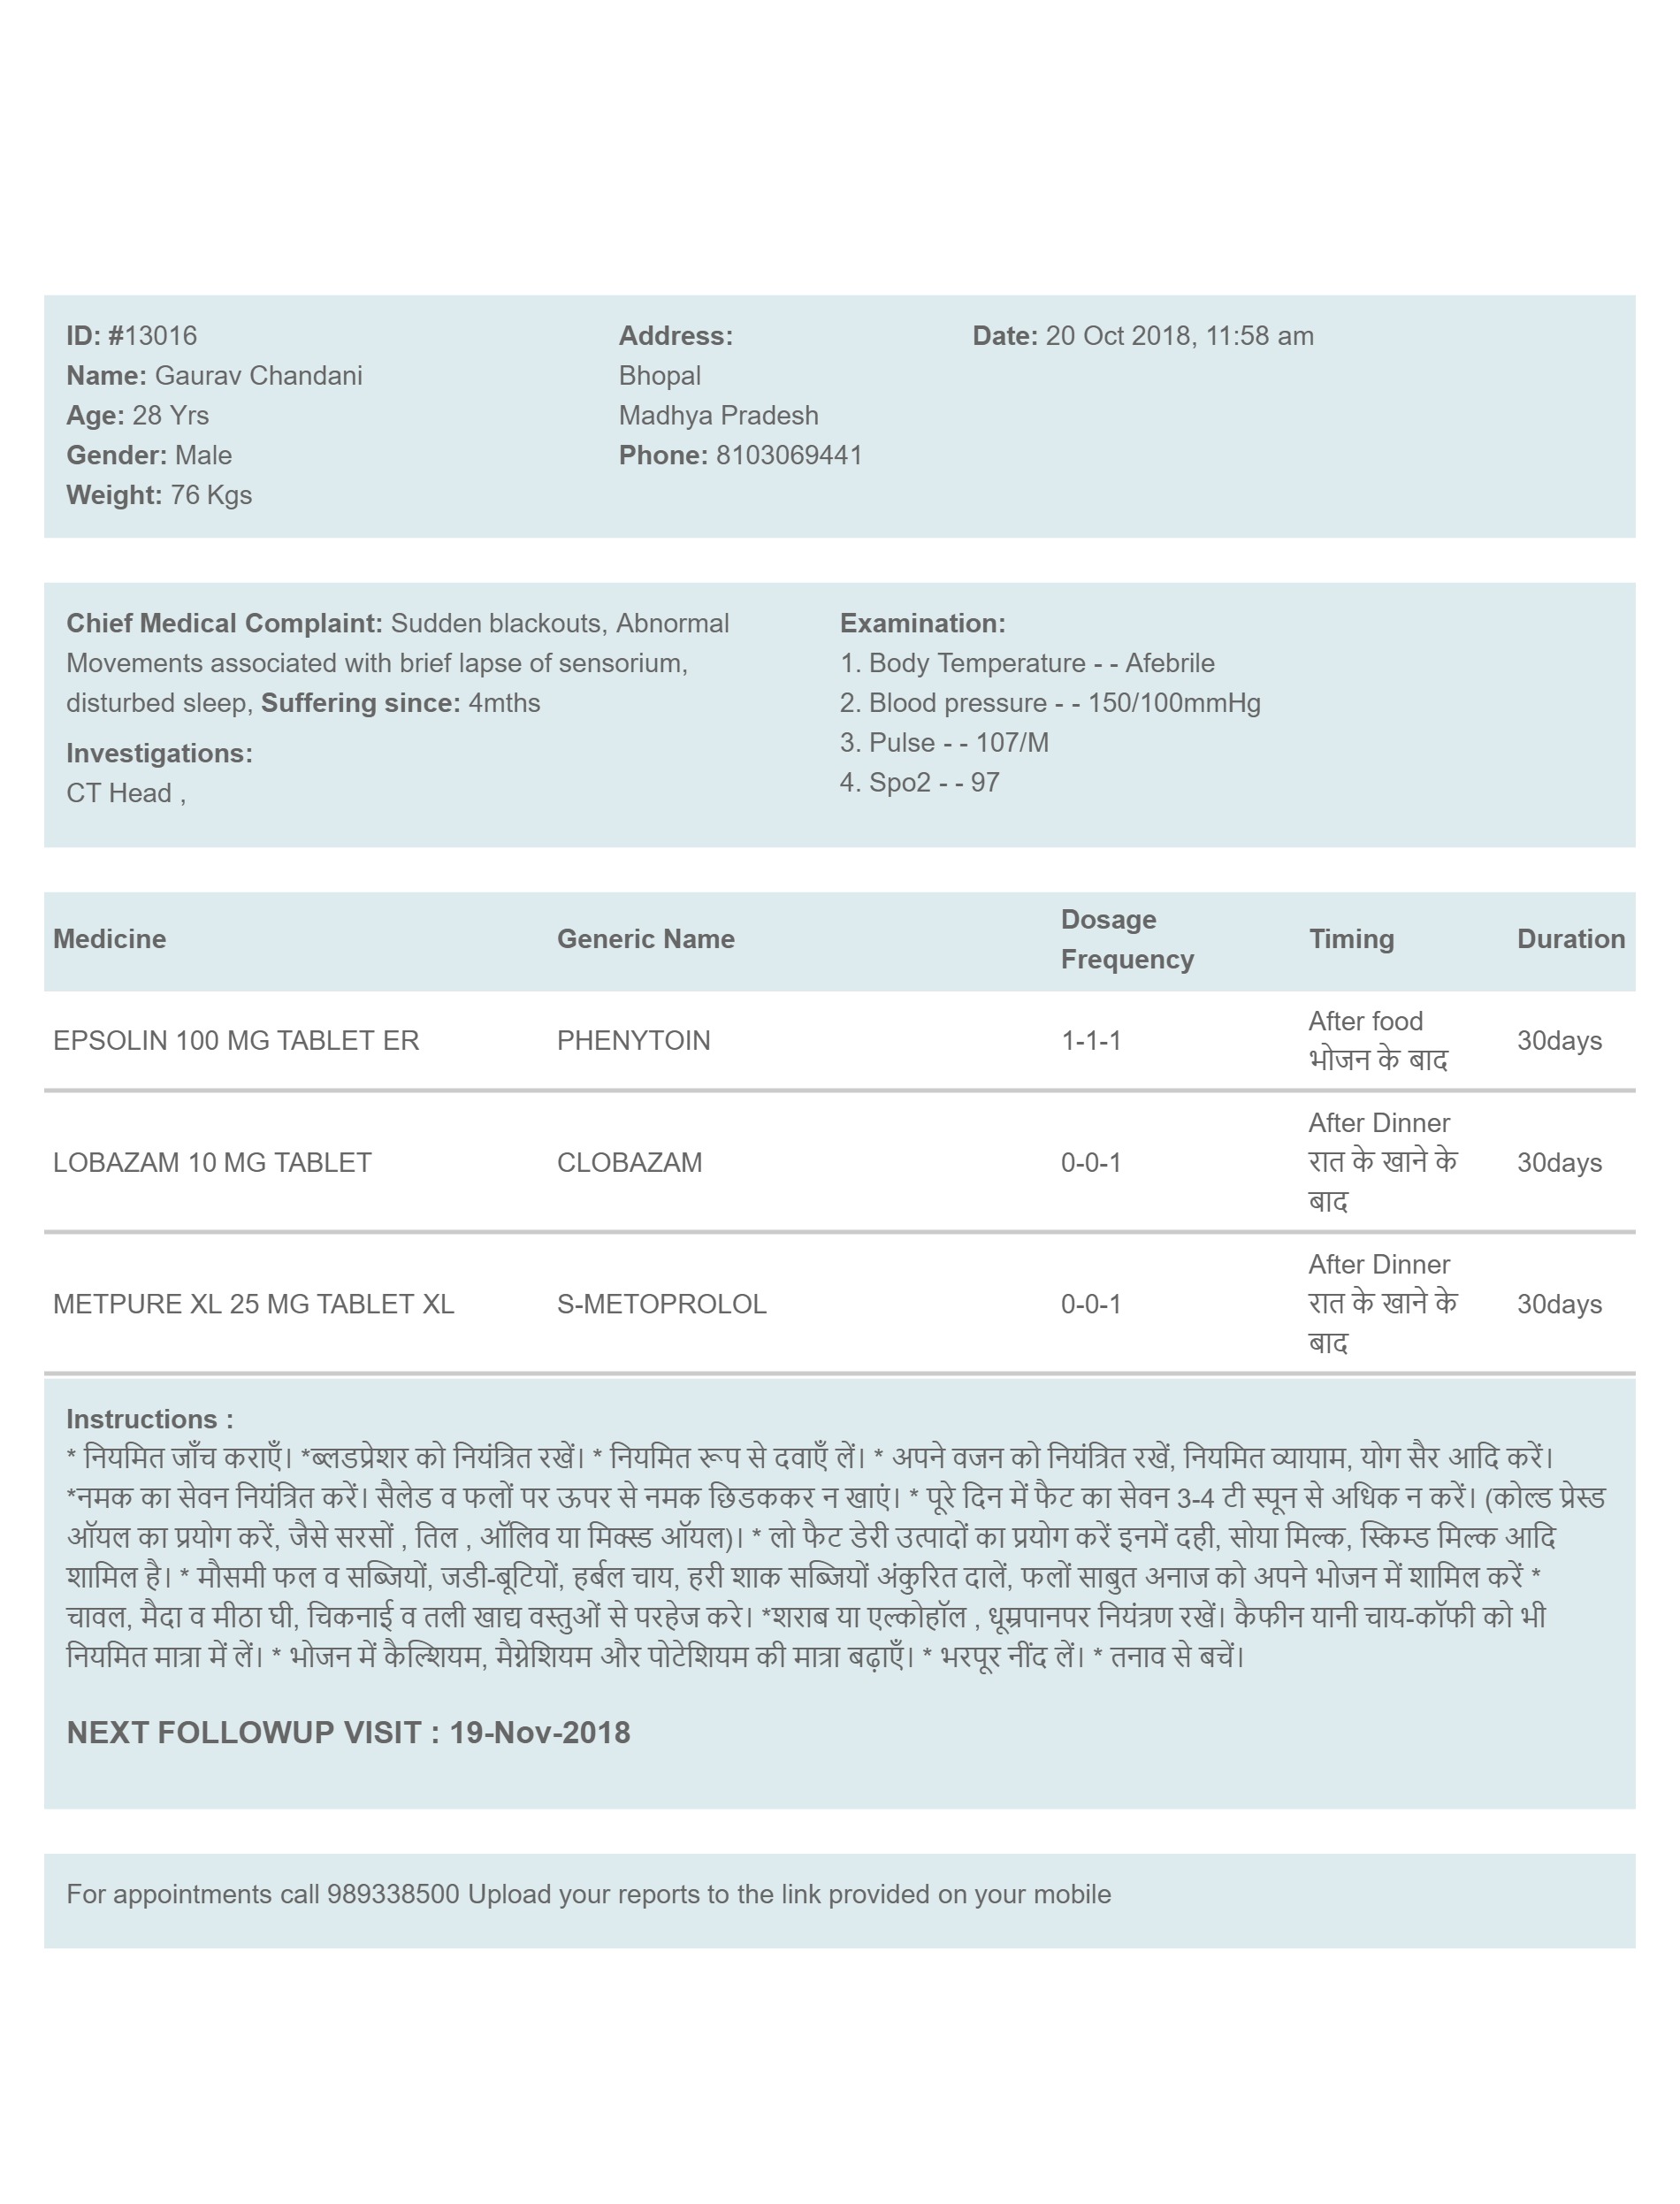 ID: #13016
Name: Gaurav Chandani
Age: 28 Yrs
Gender: Male
Weight: 76 Kgs
Address:
Bhopal
Madhya Pradesh
Phone: 8103069441
Date: 20 Oct 2018, 11:58 am
Chief Medical Complaint: Sudden blackouts, Abnormal
Movements associated with brief lapse of sensorium,
disturbed sleep, Suffering since: 4mths
Investigations:
CT Head ,
Examination:
1. Body Temperature - - Afebrile
2. Blood pressure - - 150/100mmHg
3. Pulse - - 107/M
4. Spo2 - - 97
Medicine
Generic Name
Dosage
Frequency
Timing
Duration
EPSOLIN 100 MG TABLET ER
PHENYTOIN
1-1-1
After food
भोजन के बाद
30days
LOBAZAM 10 MG TABLET
CLOBAZAM
0-0-1
After Dinner
रात के खाने के
बाद
30days
METPURE XL 25 MG TABLET XL
S-METOPROLOL
0-0-1
After Dinner
रात के खाने के
बाद
30days
Instructions :
* नियमित जाँच कराएँ। *ब्लडप्रेशर को नियंत्रित रखें। * नियमित रूप से दवाएँ लें। * अपने वजन को नियंत्रित रखें, नियमित व्यायाम, योग सैर आदि करें।
*नमक का सेवन नियंत्रित करें। सैलेड व फलों पर ऊपर से नमक छिडककर न खाएं। * पूरे दिन में फैट का सेवन 3-4 टी स्पून से अधिक न करें। (कोल्ड प्रेस्ड
ऑयल का प्रयोग करें, जैसे सरसों , तिल , ऑलिव या मिक्स्ड ऑयल)। * लो फैट डेरी उत्पादों का प्रयोग करें इनमें दही, सोया मिल्क, स्किम्ड मिल्क आदि
शामिल है। * मौसमी फल व सब्जियों, जडी-बूटियों, हर्बल चाय, हरी शाक सब्जियों अंकुरित दालें, फलों साबुत अनाज को अपने भोजन में शामिल करें *
चावल, मैदा व मीठा घी, चिकनाई व तली खाद्य वस्तुओं से परहेज करे। *शराब या एल्कोहॉल , धूम्रपानपर नियंत्रण रखें। कैफीन यानी चाय-कॉफी को भी
नियमित मात्रा में लें। * भोजन में कैल्शियम, मैग्नेशियम और पोटेशियम की मात्रा बढ़ाएँ। * भरपूर नींद लें। * तनाव से बचें।
NEXT FOLLOWUP VISIT : 19-Nov-2018
For appointments call 989338500 Upload your reports to the link provided on your mobile